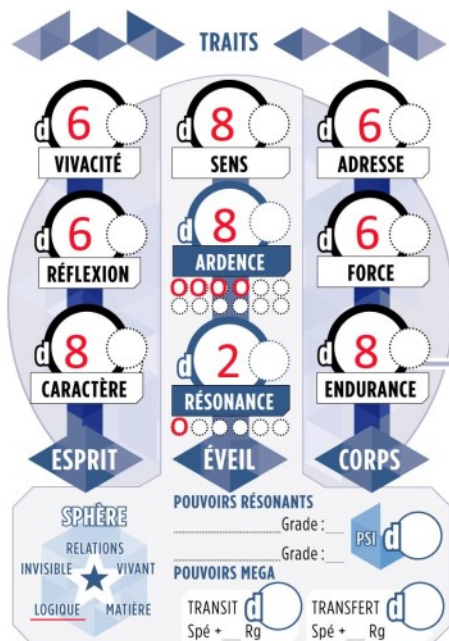 TRAITS
d6 d8 d6
VIVACITÉ SENS ADRESSE
d6 d8 d6
RÉFLEXION ARDENCE FORCE
d8 d2 d8
CARACTÈRE RÉSONANCE ENDURANCE
ESPRIT ÉVEIL CORPS
SPHÈRE
RELATIONS
INVISIBLE VIVANT
LOGIQUE MATIÈRE
POUVOIRS RÉSONANTS
Grade :
Grade :
PSI d
POUVOIRS MEGA
TRANSIT d TRANSFERT d
Spé + __ Rg Spé + __ Rg